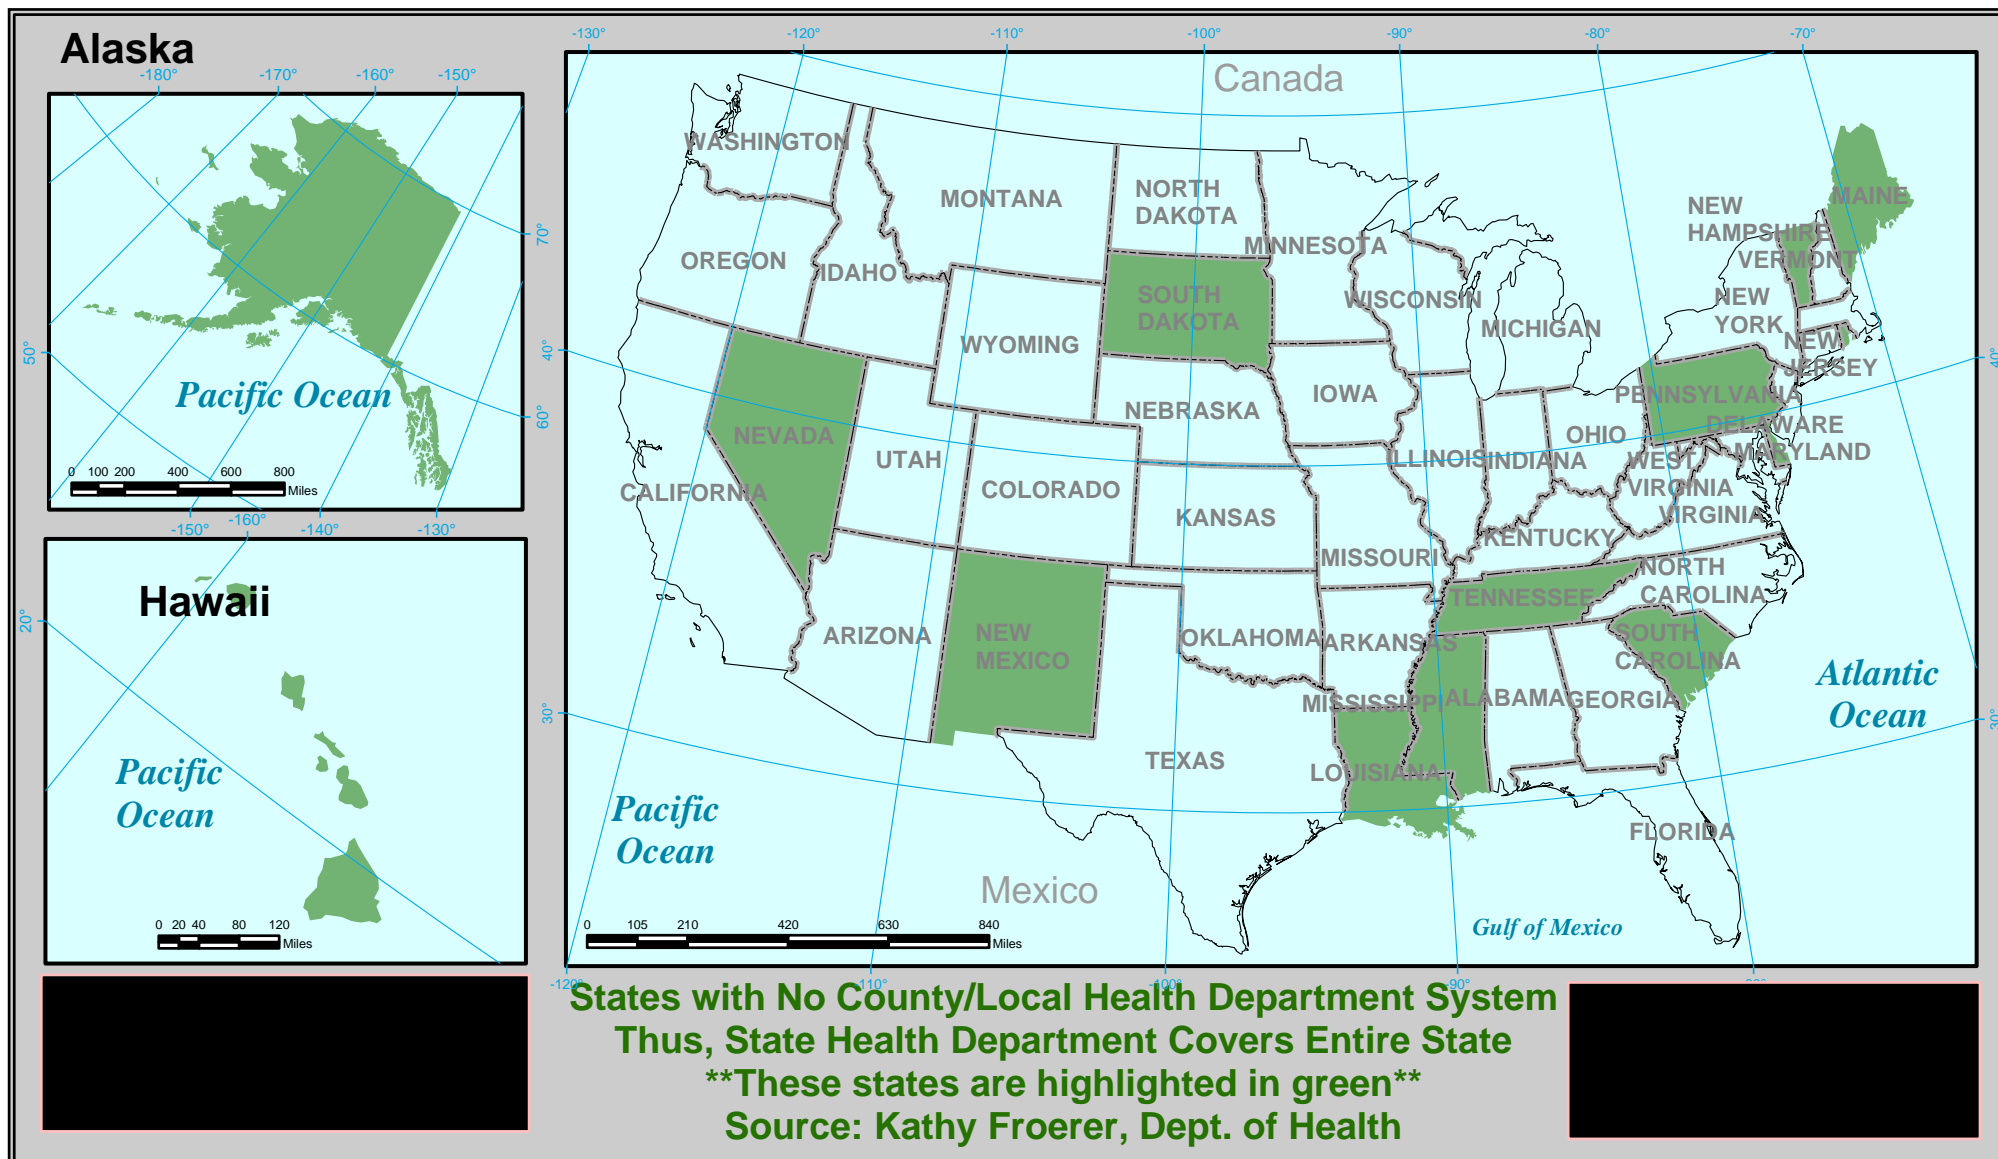 Alaska
-180°
-170°
-160°
-150°
70°
60°
50°
Pacific Ocean
0 100 200 400 600 800
Miles
-150°
-160°
-140°
-130°
Hawaii
20°
Pacific
Ocean
0 20 40 80 120
Miles
-130°
-120°
-110°
-100°
-90°
-80°
-70°
Canada
WASHINGTON
MONTANA
NORTH
DAKOTA
MINNESOTA
OREGON
IDAHO
SOUTH
DAKOTA
WISCONSIN
MICHIGAN
WYOMING
NEW
HAMPSHIRE
VERMONT
MAINE
NEW
YORK
NEW
JERSEY
PENNSYLVANIA
DELAWARE
MARYLAND
IOWA
NEBRASKA
NEVADA
UTAH
OHIO
ILLINOIS
INDIANA
WEST
VIRGINIA
VIRGINIA
CALIFORNIA
COLORADO
KANSAS
MISSOURI
KENTUCKY
NORTH
CAROLINA
TENNESSEE
ARIZONA
NEW
MEXICO
OKLAHOMA
ARKANSAS
SOUTH
CAROLINA
MISSISSIPPI
ALABAMA
GEORGIA
TEXAS
LOUISIANA
FLORIDA
40°
30°
40°
30°
Atlantic
Ocean
Pacific
Ocean
Mexico
Gulf of Mexico
0 105 210 420 630 840
Miles
-120°
-110°
-100°
-90°
States with No County/Local Health Department System
Thus, State Health Department Covers Entire State
**These states are highlighted in green**
Source: Kathy Froerer, Dept. of Health